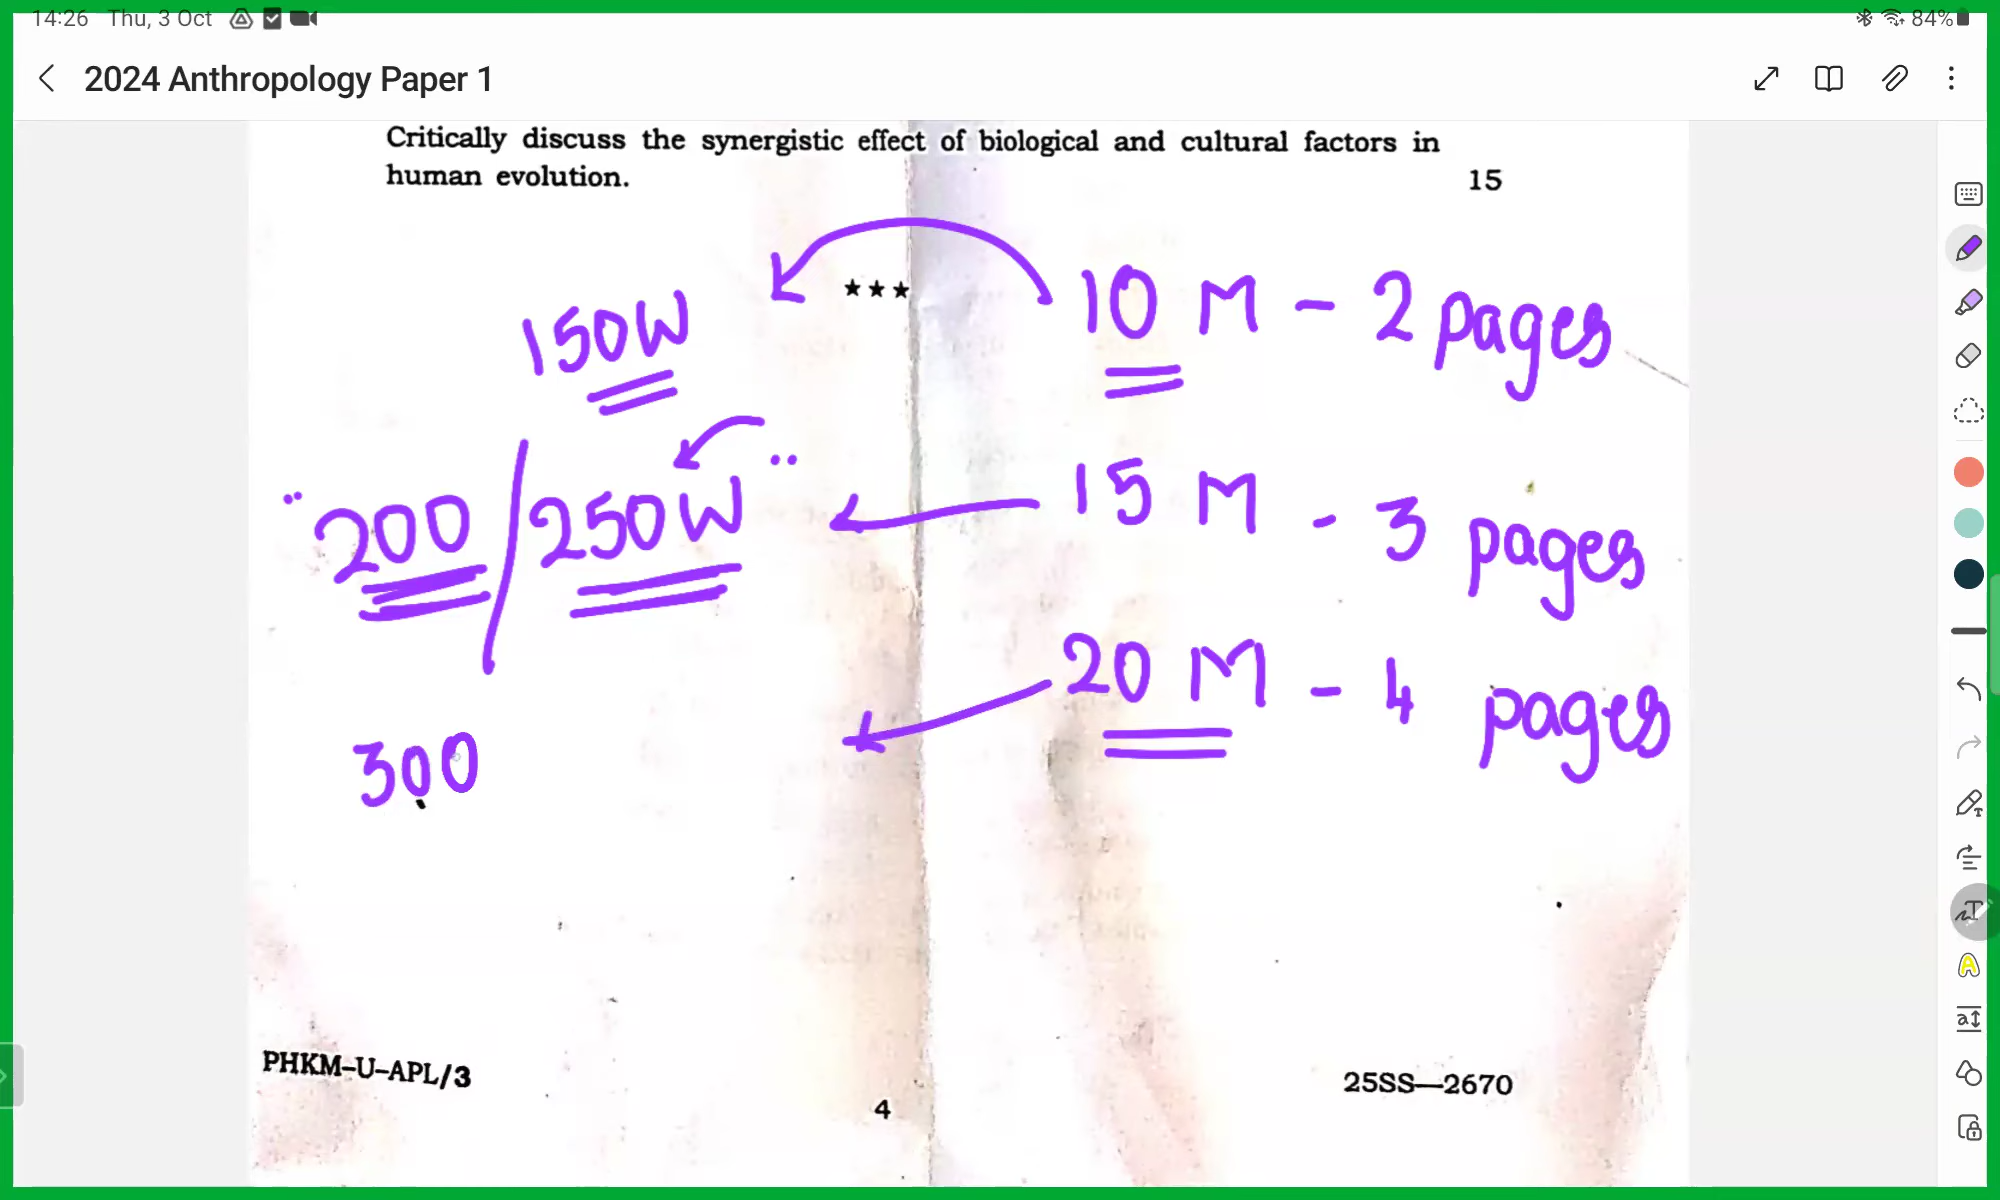 14:26 Thu, 3 Oct 84%
2024 Anthropology Paper 1
Critically discuss the synergistic effect of biological and cultural factors in
human evolution. 15
★★★
150W 10 M - 2 pages
200/250W 15 M - 3 pages
300 20 M - 4 pages
PHKM-U-APL/3
25SS—2670
4